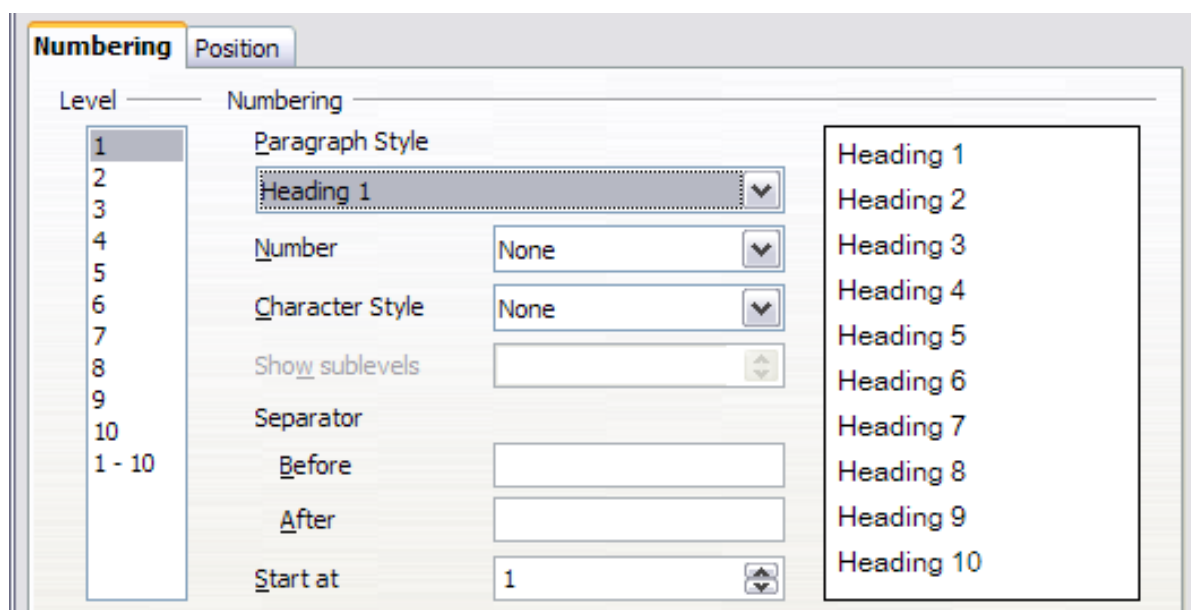 Numbering Position
Level Numbering
1
2
3
4
5
6
7
8
9
10
1 - 10
Paragraph Style
Heading 1
Number None
Character Style None
Show sublevels
Separator
Before
After
Start at 1
Heading 1
Heading 2
Heading 3
Heading 4
Heading 5
Heading 6
Heading 7
Heading 8
Heading 9
Heading 10